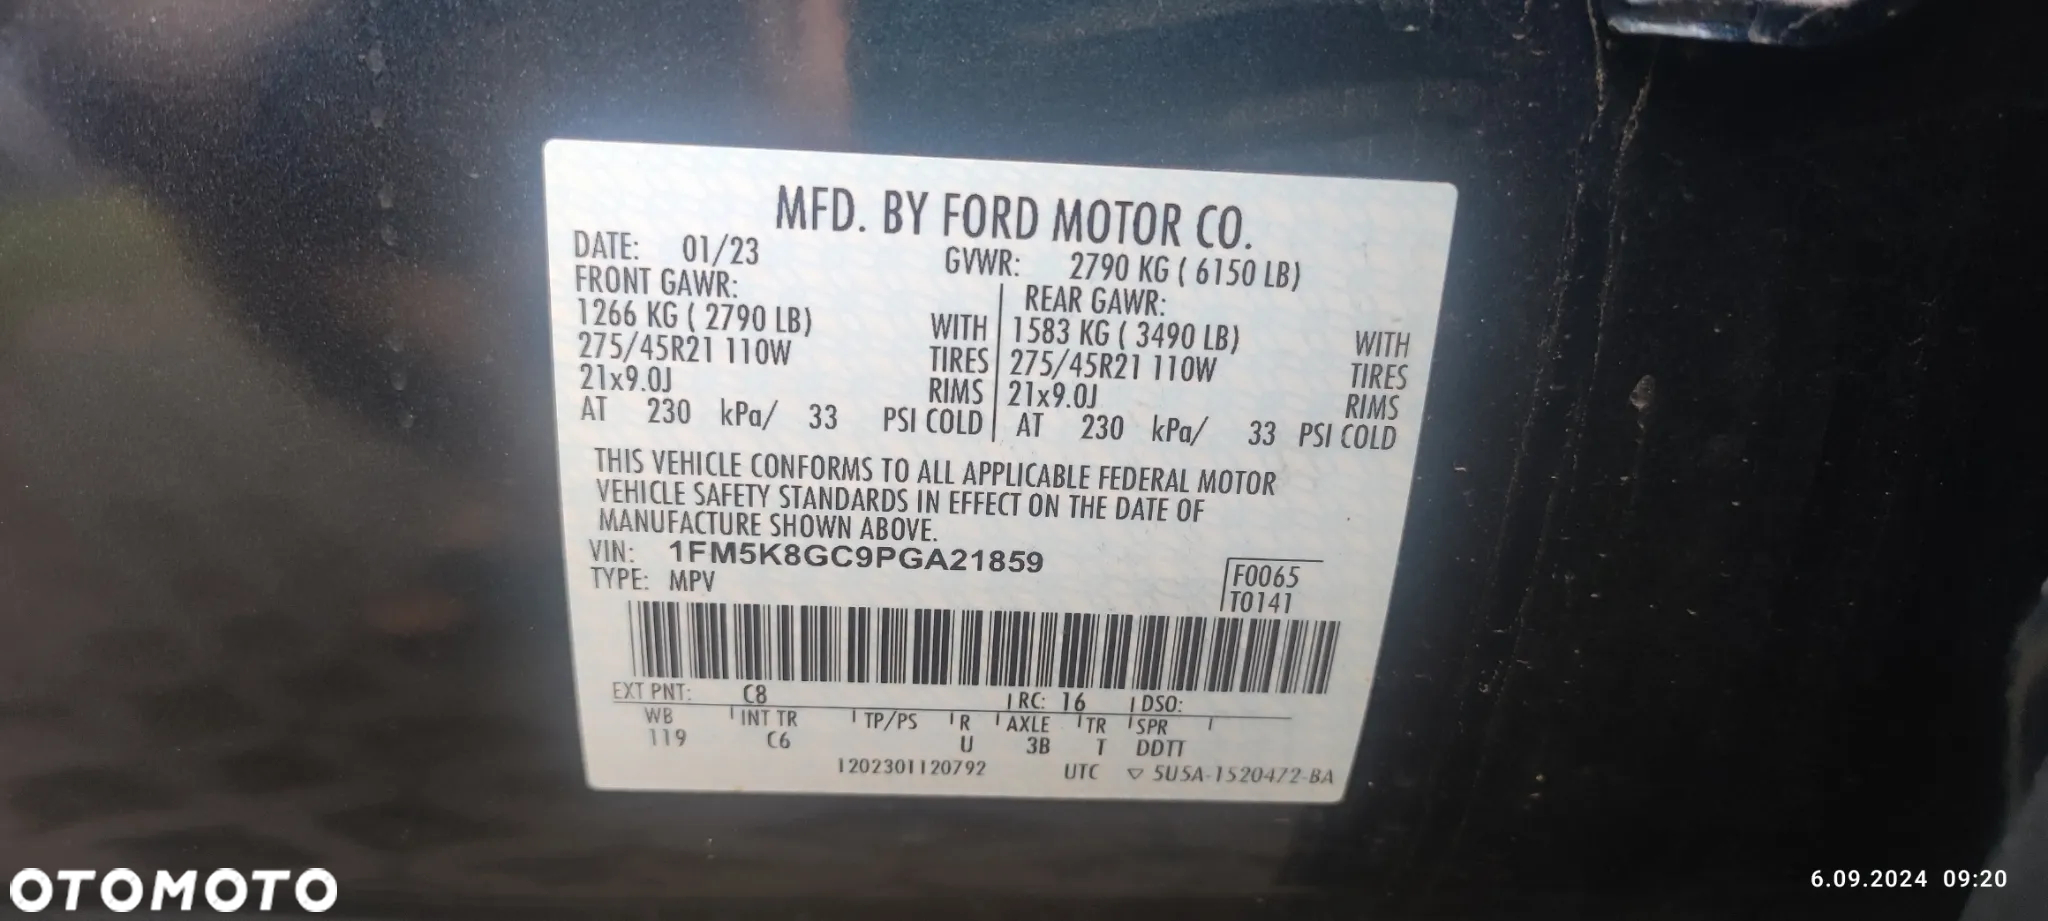 MFD. BY FORD MOTOR CO.
DATE: 01/23 GVWR: 2790 KG ( 6150 LB)
FRONT GAWR: REAR GAWR:
1266 KG ( 2790 LB) WITH 1583 KG ( 3490 LB) WITH
275/45R21 110W TIRES 275/45R21 110W TIRES
21x9.0J RIMS 21x9.0J RIMS
AT 230 kPa/ 33 PSI COLD AT 230 kPa/ 33 PSI COLD
THIS VEHICLE CONFORMS TO ALL APPLICABLE FEDERAL MOTOR
VEHICLE SAFETY STANDARDS IN EFFECT ON THE DATE OF
MANUFACTURE SHOWN ABOVE.
VIN: 1FM5K8GC9PGA21859
TYPE: MPV
F0065
T0141
EXT PNT: C8 RC: 16 DSO:
WB INT TR TP/PS R AXLE TR SPR
119 C6 U 3B T DDTT
1202301120792 UTC ▽ 5U5A-1520472-BA
OTOMOTO
6.09.2024 09:20